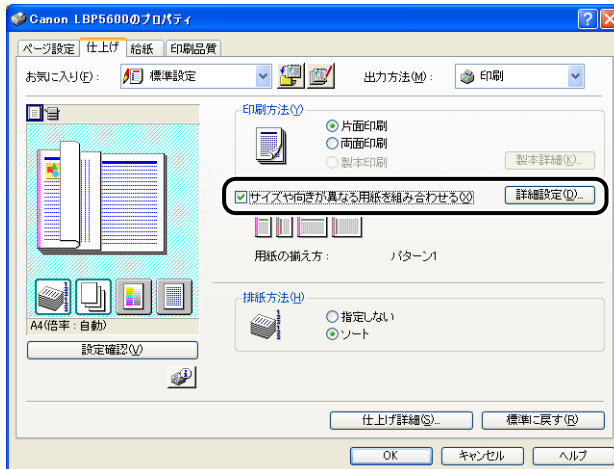 Canon LBP5600のプロパティ
ページ設定 仕上げ 給紙 印刷品質
お気に入り(F): 標準設定 出力方法(M): 印刷
印刷方法(Y)
片面印刷
両面印刷
製本印刷 製本詳細(K)...
サイズや向きが異なる用紙を組み合わせる(X) 詳細設定(D)...
用紙の揃え方: パターン1
排紙方法(H)
指定しない
ソート
A4(倍率:自動)
設定確認(V)
仕上げ詳細(S)... 標準に戻す(R)
OK キャンセル ヘルプ